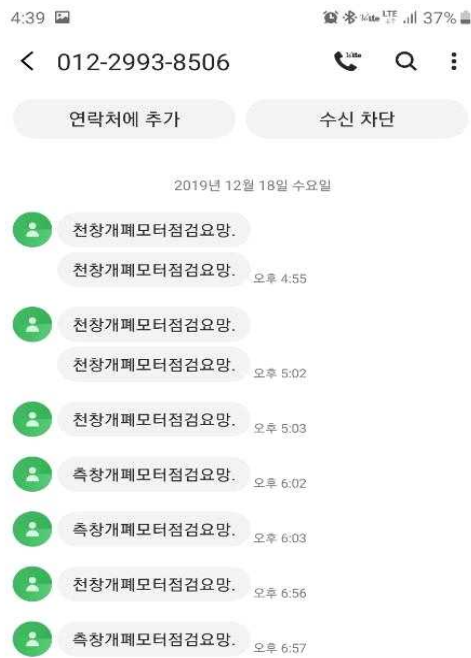 4:39 LTE 37%
012-2993-8506
연락처에 추가 수신 차단
2019년 12월 18일 수요일
천창개폐모터점검요망.
천창개폐모터점검요망. 오후 4:55
천창개폐모터점검요망.
천창개폐모터점검요망. 오후 5:02
천창개폐모터점검요망. 오후 5:03
측창개폐모터점검요망. 오후 6:02
측창개폐모터점검요망. 오후 6:03
천창개폐모터점검요망. 오후 6:56
측창개폐모터점검요망. 오후 6:57